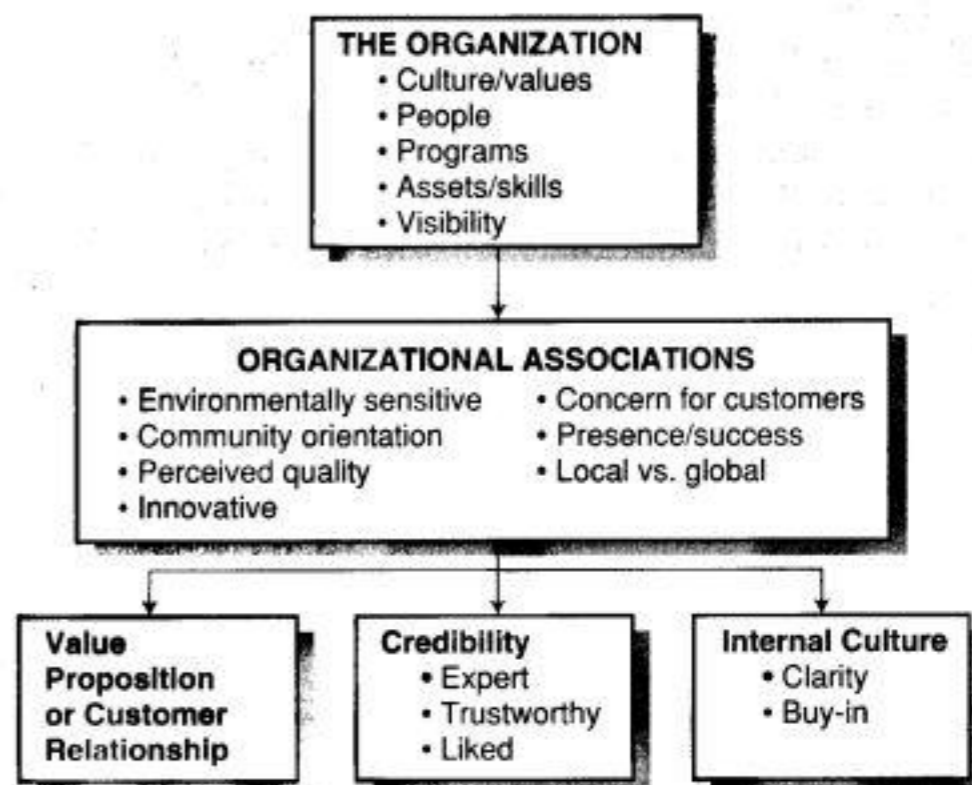 THE ORGANIZATION
• Culture/values
• People
• Programs
• Assets/skills
• Visibility
ORGANIZATIONAL ASSOCIATIONS
• Environmentally sensitive
• Community orientation
• Perceived quality
• Innovative
• Concern for customers
• Presence/success
• Local vs. global
Value
Proposition
or Customer
Relationship
Credibility
• Expert
• Trustworthy
• Liked
Internal Culture
• Clarity
• Buy-in